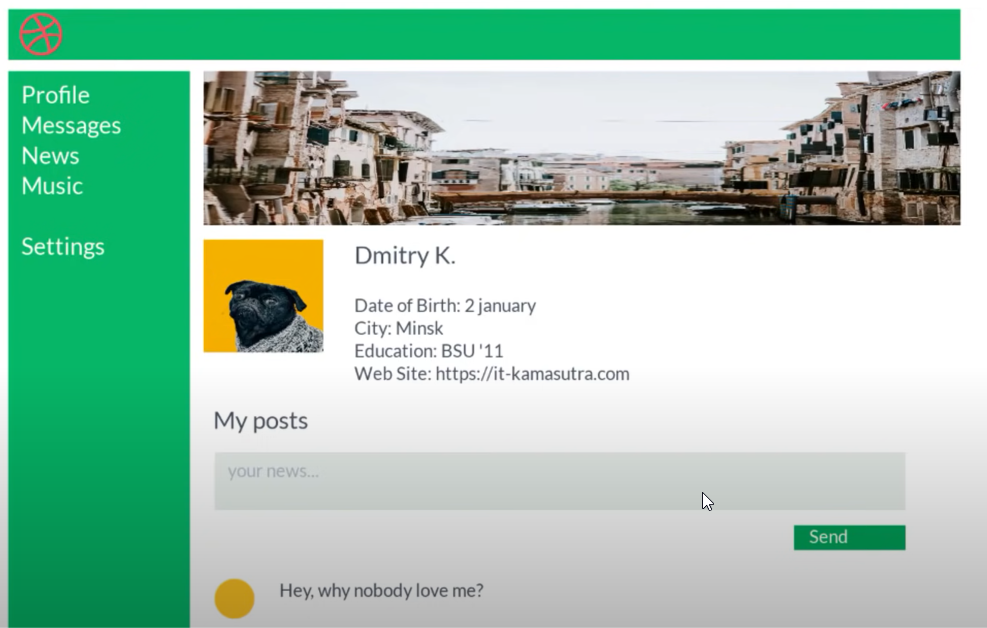 Profile
Messages
News
Music
Settings
Dmitry K.
Date of Birth: 2 january
City: Minsk
Education: BSU '11
Web Site: https://it-kamasutra.com
My posts
your news...
Send
Hey, why nobody love me?